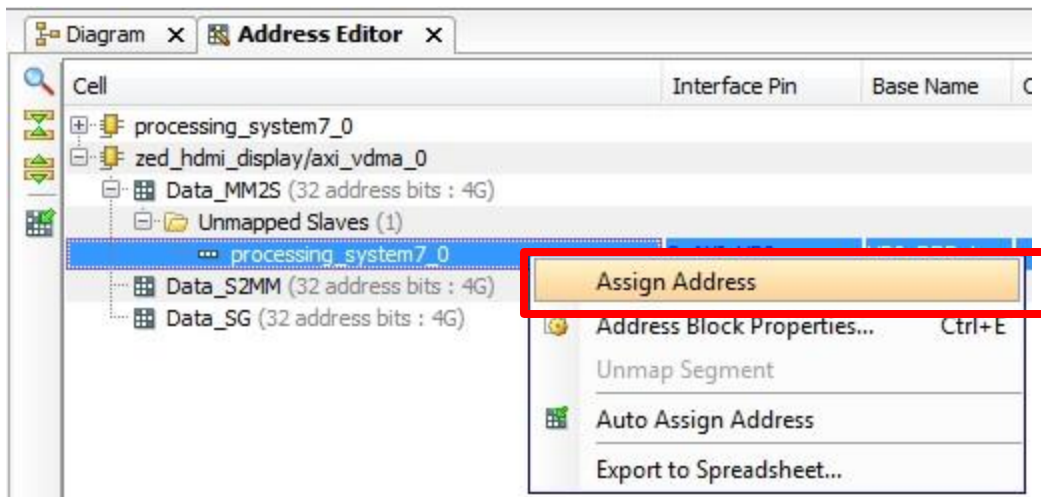 Diagram Address Editor
Cell Interface Pin Base Name
processing_system7_0
zed_hdmi_display/axi_vdma_0
Data_MM2S (32 address bits : 4G)
Unmapped Slaves (1)
processing_system7_0
Data_S2MM (32 address bits : 4G)
Data_SG (32 address bits : 4G)
Assign Address
Address Block Properties... Ctrl+E
Unmap Segment
Auto Assign Address
Export to Spreadsheet...